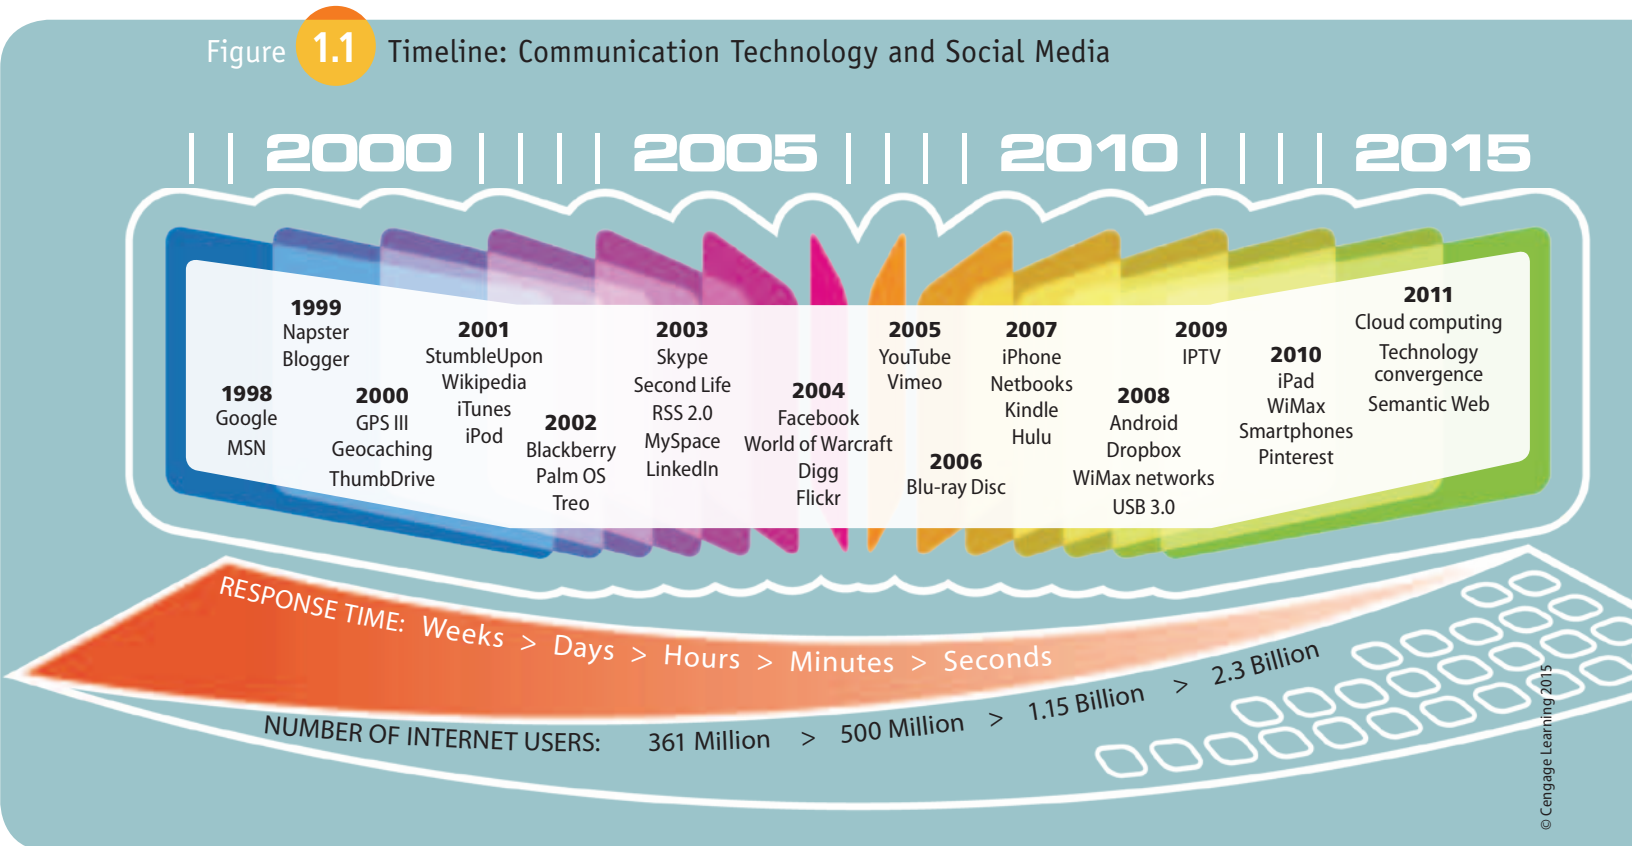 Figure 1.1 Timeline: Communication Technology and Social Media
2000 2005 2010 2015
1998
Google
MSN
1999
Napster
Blogger
2000
GPS III
Geocaching
ThumbDrive
2001
StumbleUpon
Wikipedia
iTunes
iPod
2002
Blackberry
Palm OS
Treo
2003
Skype
Second Life
RSS 2.0
MySpace
LinkedIn
2004
Facebook
World of Warcraft
Digg
Flickr
2005
YouTube
Vimeo
2006
Blu-ray Disc
2007
iPhone
Netbooks
Kindle
Hulu
2008
Android
Dropbox
WiMax networks
USB 3.0
2009
IPTV
2010
iPad
WiMax
Smartphones
Pinterest
2011
Cloud computing
Technology
convergence
Semantic Web
RESPONSE TIME: Weeks > Days > Hours > Minutes > Seconds
NUMBER OF INTERNET USERS: 361 Million > 500 Million > 1.15 Billion > 2.3 Billion
© Cengage Learning 2015